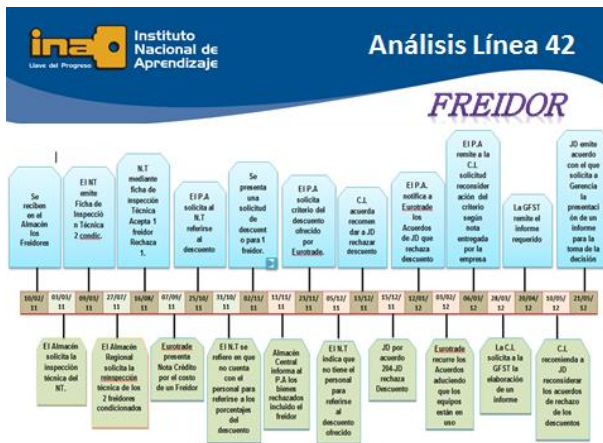 ina
Llave del Progreso
Instituto
Nacional de
Aprendizaje
Análisis Línea 42
FREIDOR
Se
reciben
en el
Almacén
los
Freidores
El NT
emite
Ficha de
Inspecció
n Técnica
2 condic.
N.T
mediante
ficha de
inspección
Técnica
Acepta 1
freidor
Rechaza
1.
El P.A
solicita al
N.T
referirse
al
descuento
Se
presenta
una
solicitud
de
descuent
o para 1
freidor.
El P.A
solicita
criterio del
descuento
ofrecido
por
Eurotrade.
C.L
acuerda
recomen
dar a JD
rechazar
descuento
El P.A.
notifica a
Eurotrade
los
Acuerdos
de JD que
rechaza
descuento
El P.A
remite a la
C.L
solicitud
reconsider
ación del
criterio
según
nota
entregada
por la
empresa
La GFST
remite el
informe
requerido
JD emite
acuerdo
con el que
solicita a
Gerencia
la
presentaci
ón de un
informe
para la
toma de la
decisión
10/02/
11
03/03/
11
09/03/
11
27/07/
11
16/08/
11
07/09/
11
25/10/
11
31/10/
11
02/11/
11
11/11/
11
23/11/
11
05/12/
11
13/12/
11
15/12/
11
12/01/
12
03/02/
12
06/03/
12
28/03/
12
20/04/
12
10/05/
12
21/05/
12
El Almacén
solicita la
inspección
técnica del
NT.
El Almacén
Regional
solicita la
reinspección
técnica de los
2 freidores
condicionados
Eurotrade
presenta
Nota Crédito
por el costo
de un Freidor
El N.T se
refiere en que
no cuenta
con el
personal para
referirse a los
porcentajes
del
descuento
Almacén
Central
informa al
P.A los
bienes
rechazados
incluido el
freidor
El N.T
indica que
no tiene el
personal
para
referirse
al
descuento
ofrecido
JD por
acuerdo
204-JD
rechaza
Descuento
Eurotrade
recurre los
Acuerdos
aduciendo
que los
equipos
están en
uso
La C.L
solicita a la
GFST la
elaboración
de un
informe
C.L
recomienda a
JD
reconsiderar
los acuerdos
de rechazo
de los
descuentos